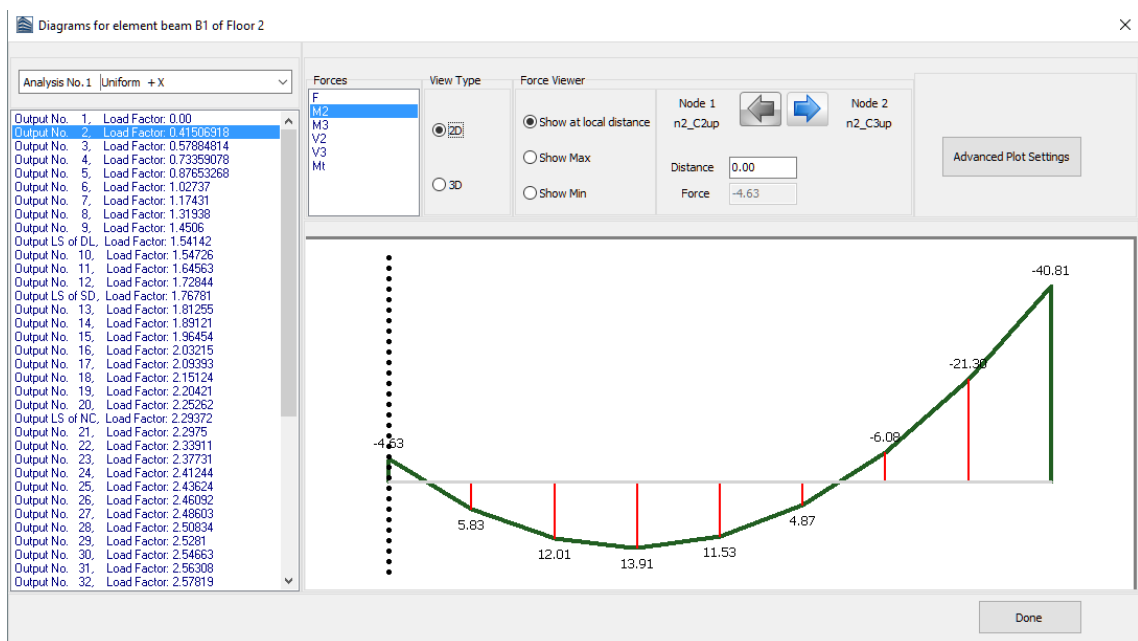 Diagrams for element beam B1 of Floor 2
Analysis No.1 |Uniform +X
Output No. 1, Load Factor: 0.00
Output No. 2, Load Factor: 0.41506918
Output No. 3, Load Factor: 0.57884814
Output No. 4, Load Factor: 0.73359078
Output No. 5, Load Factor: 0.87653268
Output No. 6, Load Factor: 1.02737
Output No. 7, Load Factor: 1.17431
Output No. 8, Load Factor: 1.31938
Output No. 9, Load Factor: 1.4506
Output LS of DL, Load Factor: 1.54142
Output No. 10, Load Factor: 1.54726
Output No. 11, Load Factor: 1.64563
Output No. 12, Load Factor: 1.72844
Output LS of SD, Load Factor: 1.76781
Output No. 13, Load Factor: 1.81255
Output No. 14, Load Factor: 1.89121
Output No. 15, Load Factor: 1.96454
Output No. 16, Load Factor: 2.03215
Output No. 17, Load Factor: 2.09393
Output No. 18, Load Factor: 2.15124
Output No. 19, Load Factor: 2.20421
Output No. 20, Load Factor: 2.25262
Output LS of NC, Load Factor: 2.29372
Output No. 21, Load Factor: 2.2975
Output No. 22, Load Factor: 2.33911
Output No. 23, Load Factor: 2.37731
Output No. 24, Load Factor: 2.41244
Output No. 25, Load Factor: 2.43624
Output No. 26, Load Factor: 2.46092
Output No. 27, Load Factor: 2.48603
Output No. 28, Load Factor: 2.50834
Output No. 29, Load Factor: 2.5281
Output No. 30, Load Factor: 2.54663
Output No. 31, Load Factor: 2.56308
Output No. 32, Load Factor: 2.57819
Forces
F
M2
M3
V2
V3
Mt
View Type
2D
3D
Force Viewer
Show at local distance
Show Max
Show Min
Node 1
n2_C2up
Node 2
n2_C3up
Distance 0.00
Force -4.63
Advanced Plot Settings
-4.63
5.83
12.01
13.91
11.53
4.87
-6.08
-21.30
-40.81
Done